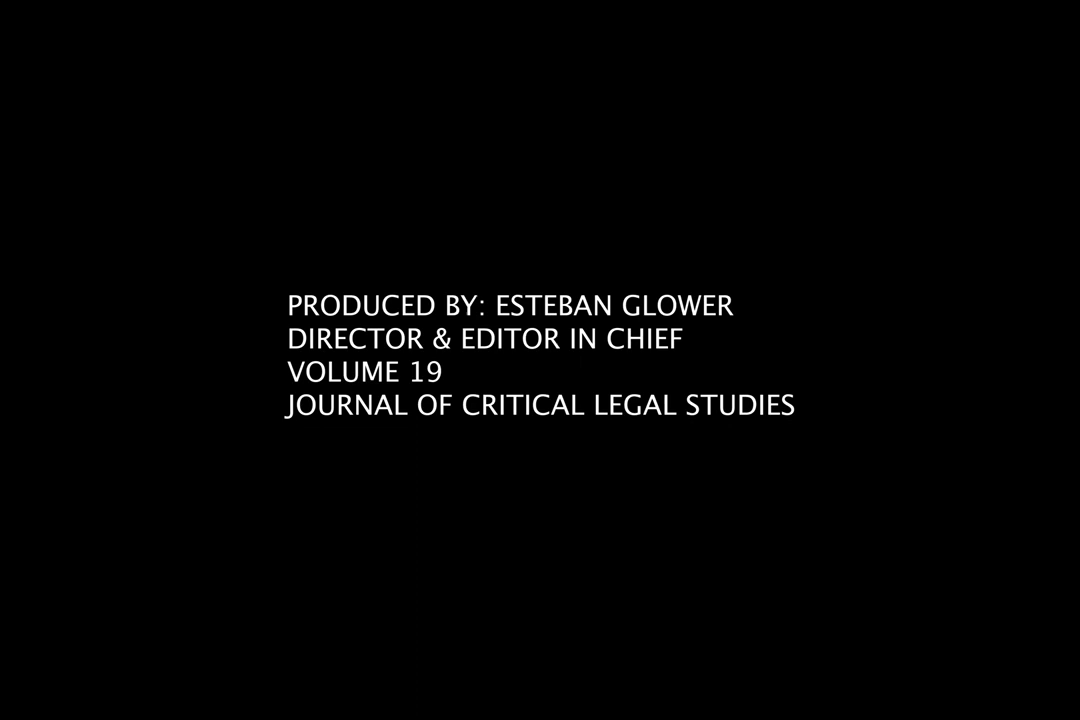 PRODUCED BY: ESTEBAN GLOWER
DIRECTOR & EDITOR IN CHIEF
VOLUME 19
JOURNAL OF CRITICAL LEGAL STUDIES